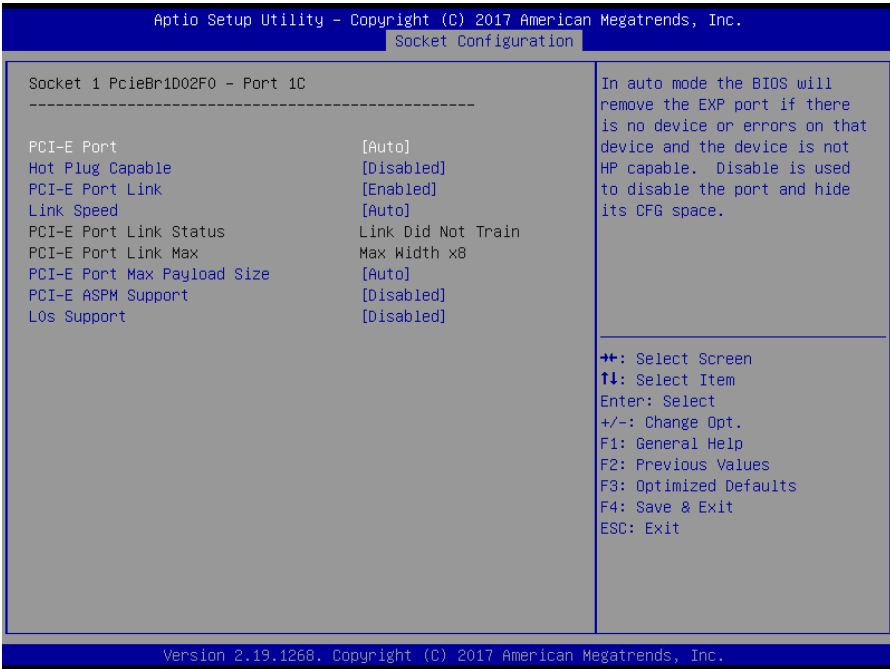 Aptio Setup Utility – Copyright (C) 2017 American Megatrends, Inc.
Socket Configuration
Socket 1 PcieBr1D02F0 – Port 1C
--------------------------------------------------
PCI–E Port [Auto]
Hot Plug Capable [Disabled]
PCI–E Port Link [Enabled]
Link Speed [Auto]
PCI–E Port Link Status Link Did Not Train
PCI–E Port Link Max Max Width x8
PCI–E Port Max Payload Size [Auto]
PCI–E ASPM Support [Disabled]
L0s Support [Disabled]
In auto mode the BIOS will
remove the EXP port if there
is no device or errors on that
device and the device is not
HP capable.  Disable is used
to disable the port and hide
its CFG space.
→←: Select Screen
↑↓: Select Item
Enter: Select
+/–: Change Opt.
F1: General Help
F2: Previous Values
F3: Optimized Defaults
F4: Save & Exit
ESC: Exit
Version 2.19.1268. Copyright (C) 2017 American Megatrends, Inc.